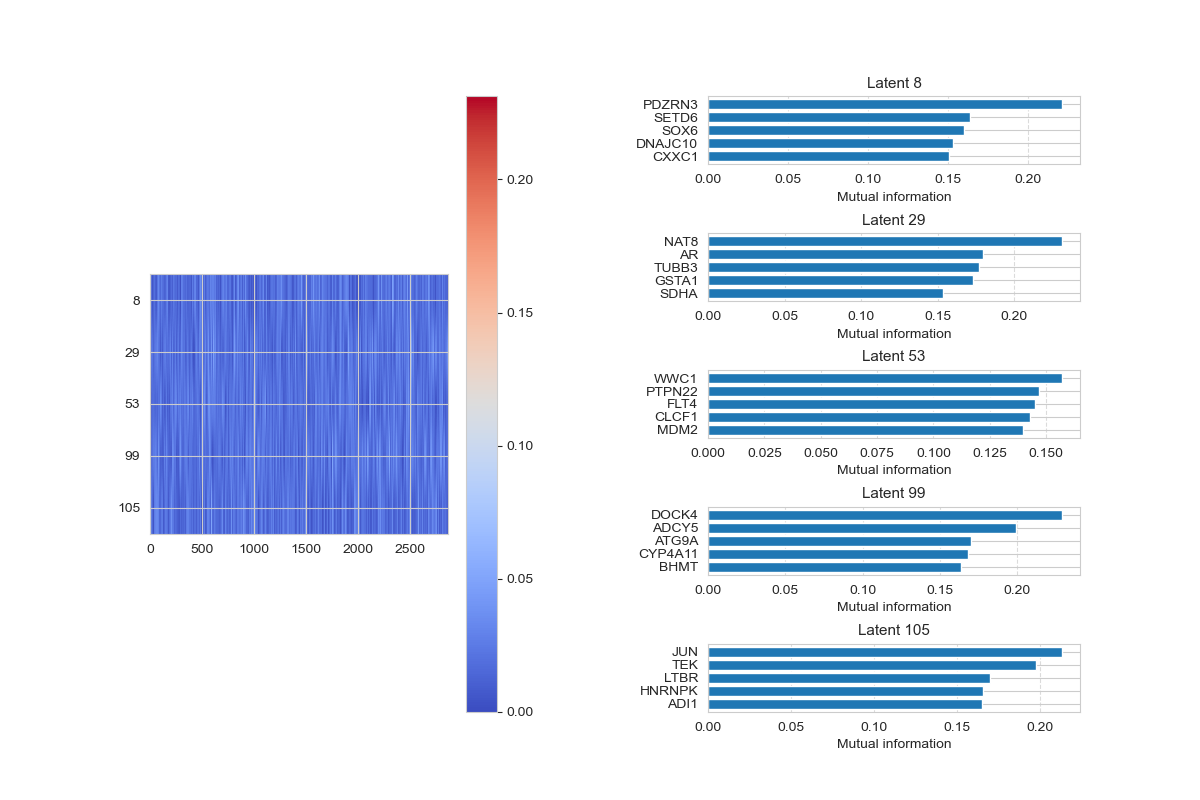 8
29
53
99
105
0 500 1000 1500 2000 2500
0.20
0.15
0.10
0.05
0.00
Latent 8
PDZRN3
SETD6
SOX6
DNAJC10
CXXC1
0.00 0.05 0.10 0.15 0.20
Mutual information
Latent 29
NAT8
AR
TUBB3
GSTA1
SDHA
0.00 0.05 0.10 0.15 0.20
Mutual information
Latent 53
WWC1
PTPN22
FLT4
CLCF1
MDM2
0.000 0.025 0.050 0.075 0.100 0.125 0.150
Mutual information
Latent 99
DOCK4
ADCY5
ATG9A
CYP4A11
BHMT
0.00 0.05 0.10 0.15 0.20
Mutual information
Latent 105
JUN
TEK
LTBR
HNRNPK
ADI1
0.00 0.05 0.10 0.15 0.20
Mutual information